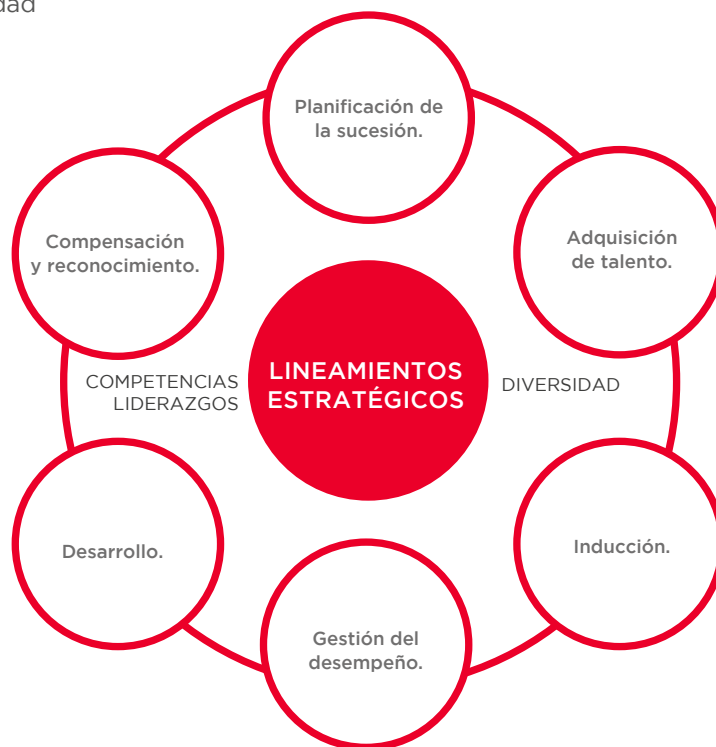 dad
Planificación de
la sucesión.
Compensación
y reconocimiento.
Adquisición
de talento.
LINEAMIENTOS
ESTRATÉGICOS
COMPETENCIAS
LIDERAZGOS
DIVERSIDAD
Desarrollo.
Inducción.
Gestión del
desempeño.